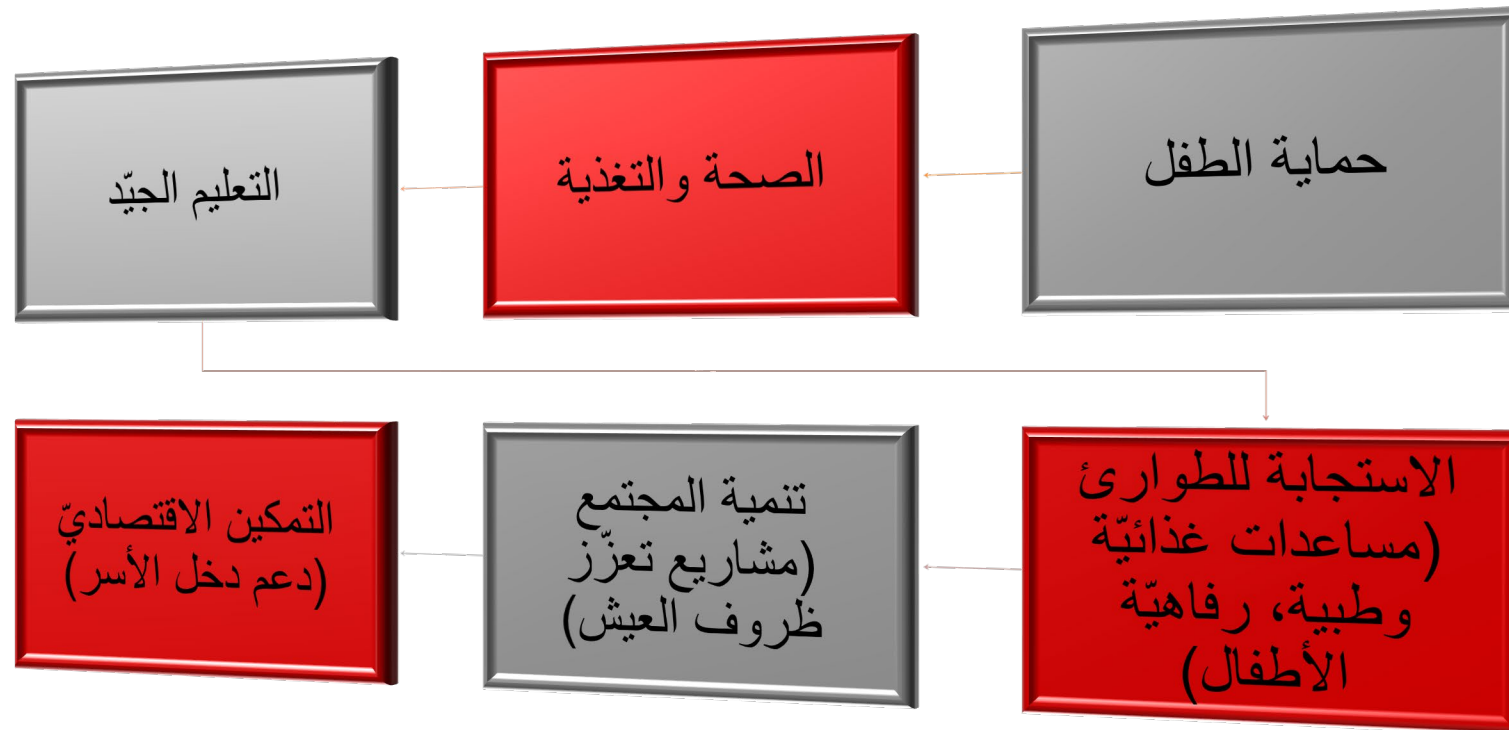 حماية الطفل
الصحة والتغذية
التعليم الجيّد
الاستجابة للطوارئ
(مساعدات غذائيّة
وطبية، رفاهيّة
الأطفال)
تنمية المجتمع
(مشاريع تعزّز
ظروف العيش)
التمكين الاقتصاديّ
(دعم دخل الأسر)